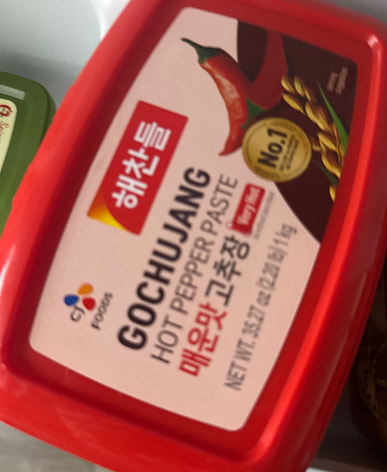 해찬들
No.1
GOCHUJANG
HOT PEPPER PASTE
매운맛 고추장 Very Hot
NET WT. 35.27 oz (2.20 lb) 1 kg
cj
FOODS